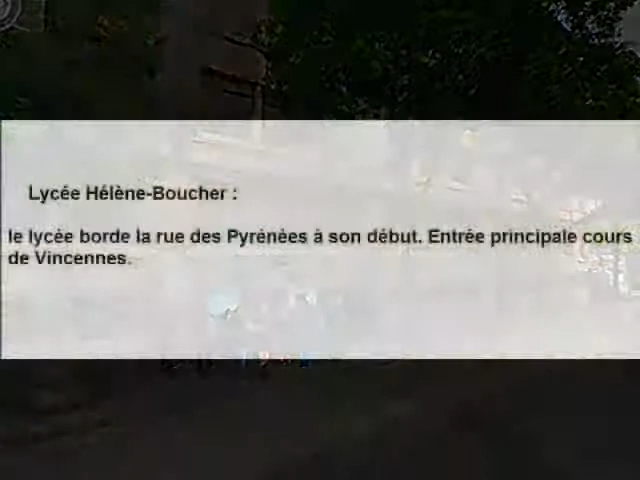 Lycée Hélène-Boucher :
le lycée borde la rue des Pyrénées à son début. Entrée principale cours
de Vincennes.